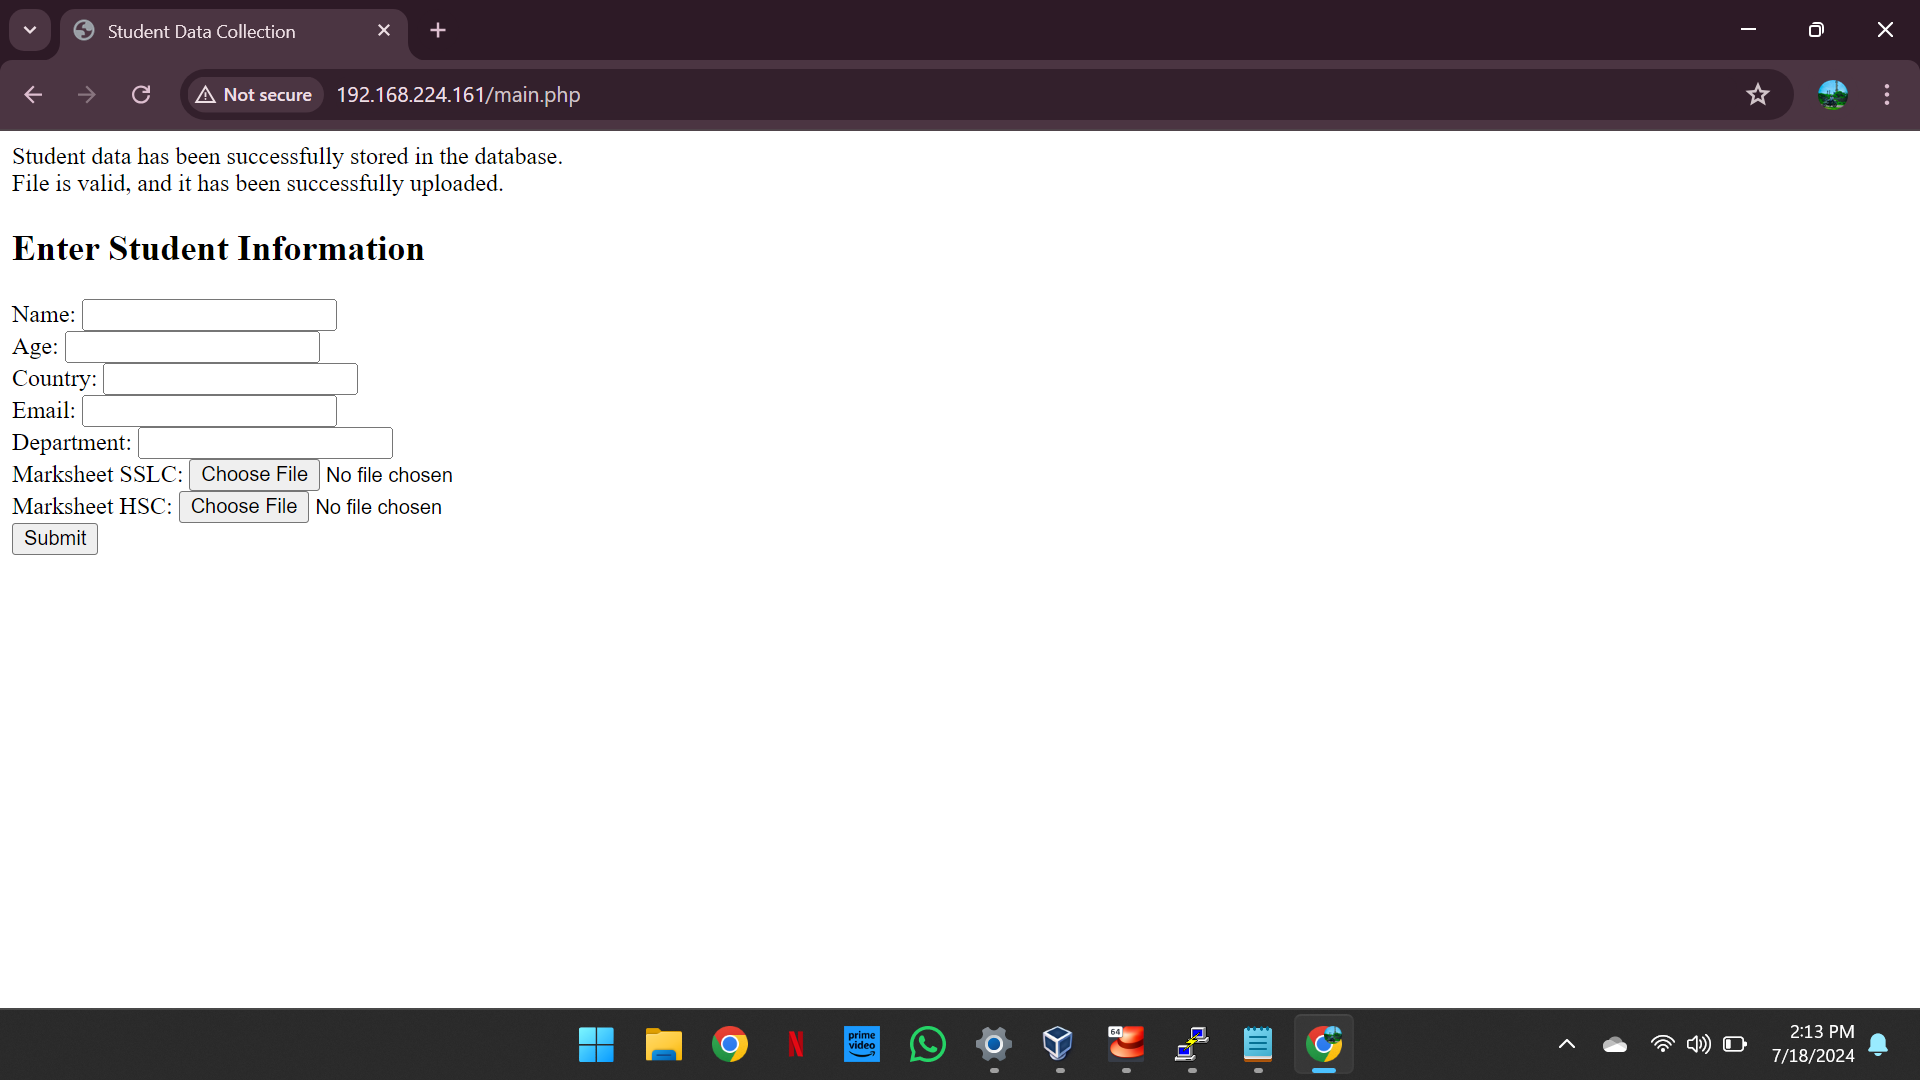 Student Data Collection
Not secure
192.168.224.161/main.php
Student data has been successfully stored in the database.
File is valid, and it has been successfully uploaded.
Enter Student Information
Name:
Age:
Country:
Email:
Department:
Marksheet SSLC: Choose File No file chosen
Marksheet HSC: Choose File No file chosen
Submit
N
prime
video
64
2:13 PM
7/18/2024